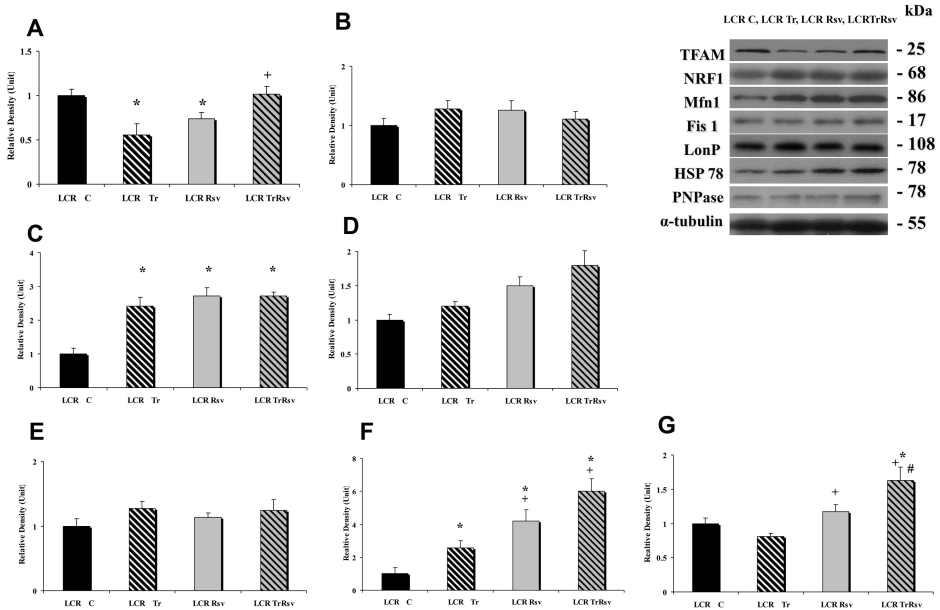 A
Relative Density (Unit)
1.5
1
0.5
0
*
*
+
LCR C
LCR Tr
LCR Rsv
LCR TrRsv
B
Relative Density (Unit)
2
1
0
LCR C
LCR Tr
LCR Rsv
LCR TrRsv
LCR C, LCR Tr, LCR Rsv, LCRTrRsv
kDa
TFAM - 25
NRF1 - 68
Mfn1 - 86
Fis 1 - 17
LonP - 108
HSP 78 - 78
PNPase - 78
α-tubulin - 55
C
Relative Density (Unit)
4
3
2
1
0
*
*
*
LCR C
LCR Tr
LCR Rsv
LCR TrRsv
D
Realtive Density (Unit)
2
1.5
1
0.5
0
LCR C
LCR Tr
LCR Rsv
LCR TrRsv
E
Relative Density (Unit)
2
1
0
LCR C
LCR Tr
LCR Rsv
LCR TrRsv
F
Realtive Density (Unit)
8
6
4
2
0
*
*
+
*
+
LCR C
LCR Tr
LCR Rsv
LCR TrRsv
G
Realtive Density (Unit)
2
1.5
1
0.5
0
+
*
+ #
LCR C
LCR Tr
LCR Rsv
LCR TrRsv